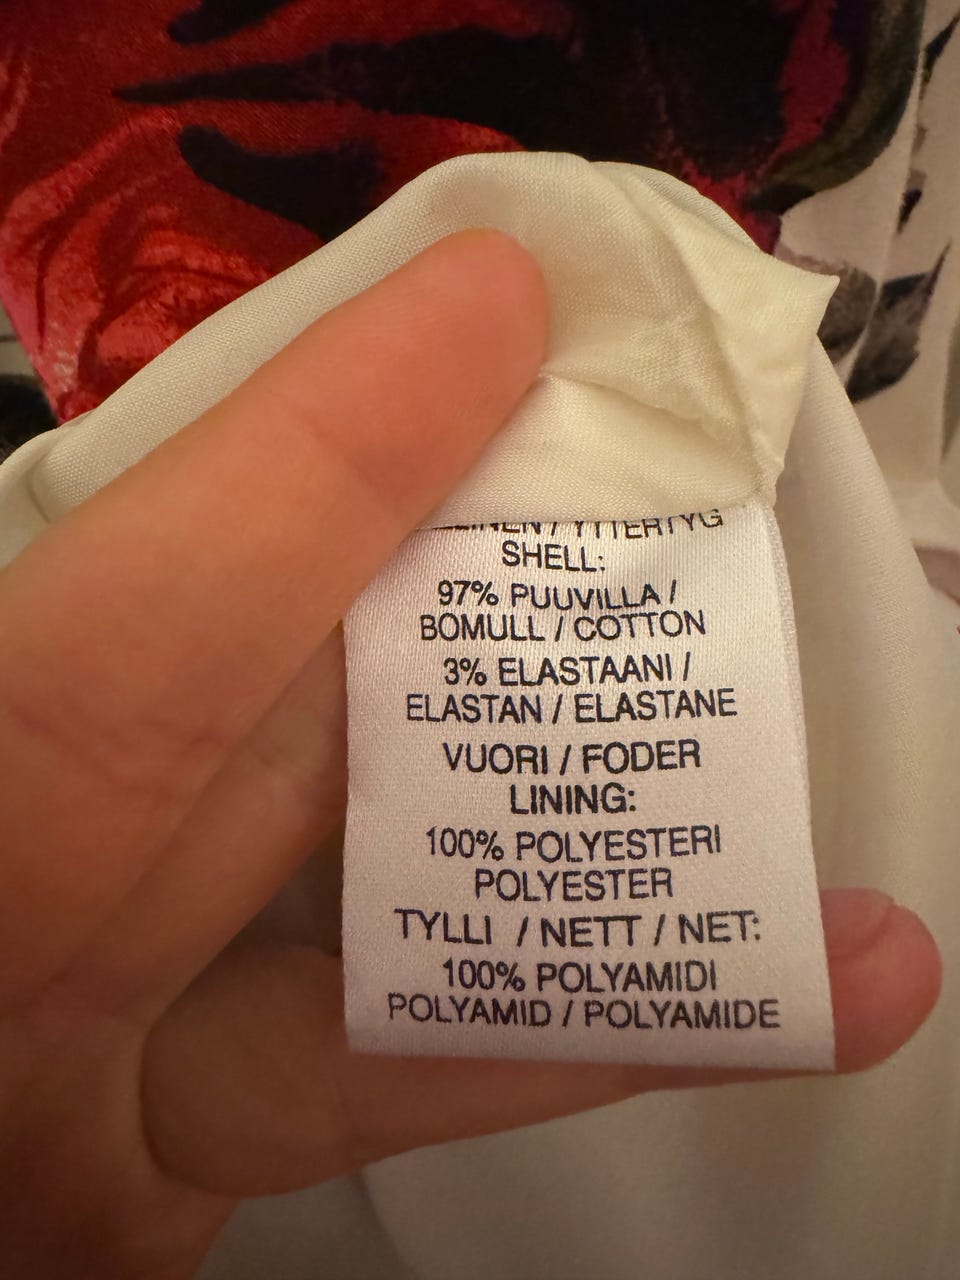 / YTTERTYG
SHELL:
97% PUUVILLA /
BOMULL / COTTON
3% ELASTAANI /
ELASTAN / ELASTANE
VUORI / FODER
LINING:
100% POLYESTERI
POLYESTER
TYLLI / NETT / NET:
100% POLYAMIDI
POLYAMID / POLYAMIDE